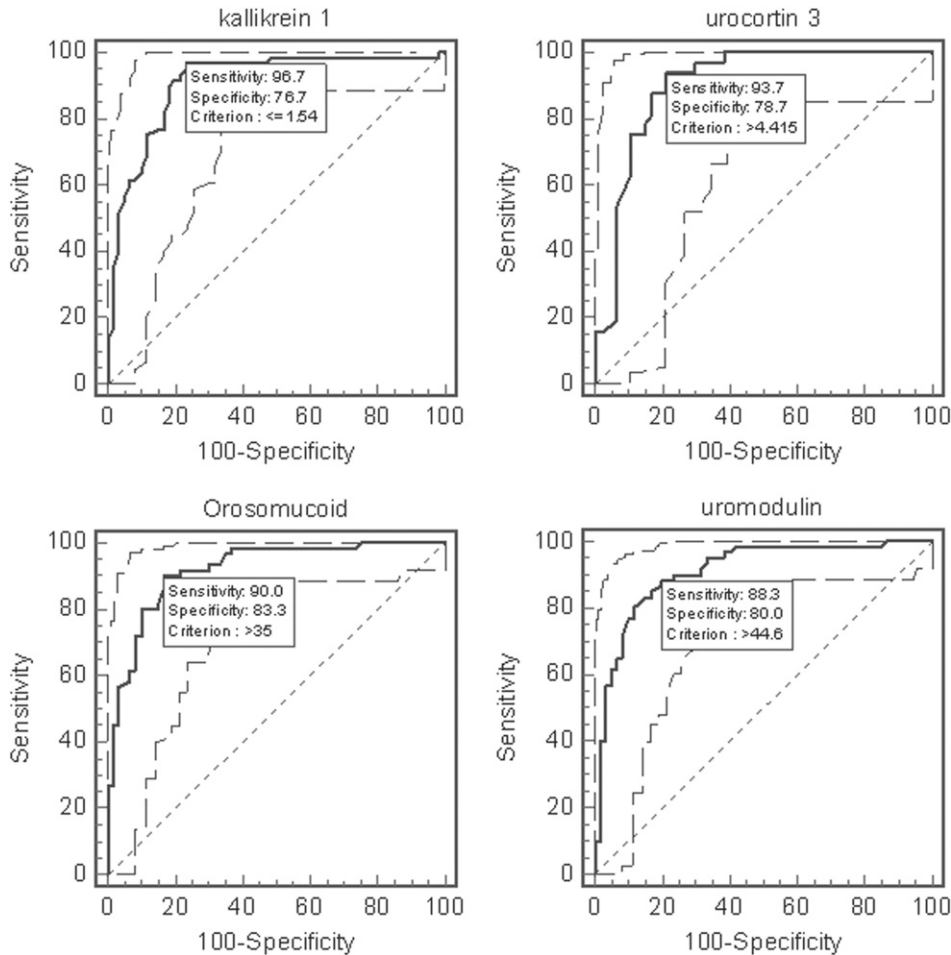 kallikrein 1
100
80
60
40
20
0
Sensitivity
Sensitivity: 96.7
Specificity: 76.7
Criterion : <= 1.54
0 20 40 60 80 100
100-Specificity
urocortin 3
100
80
60
40
20
0
Sensitivity
Sensitivity: 93.7
Specificity: 78.7
Criterion : >4.415
0 20 40 60 80 100
100-Specificity
Orosomucoid
100
80
60
40
20
0
Sensitivity
Sensitivity: 90.0
Specificity: 83.3
Criterion : >35
0 20 40 60 80 100
100-Specificity
uromodulin
100
80
60
40
20
0
Sensitivity
Sensitivity: 88.3
Specificity: 80.0
Criterion : >44.6
0 20 40 60 80 100
100-Specificity